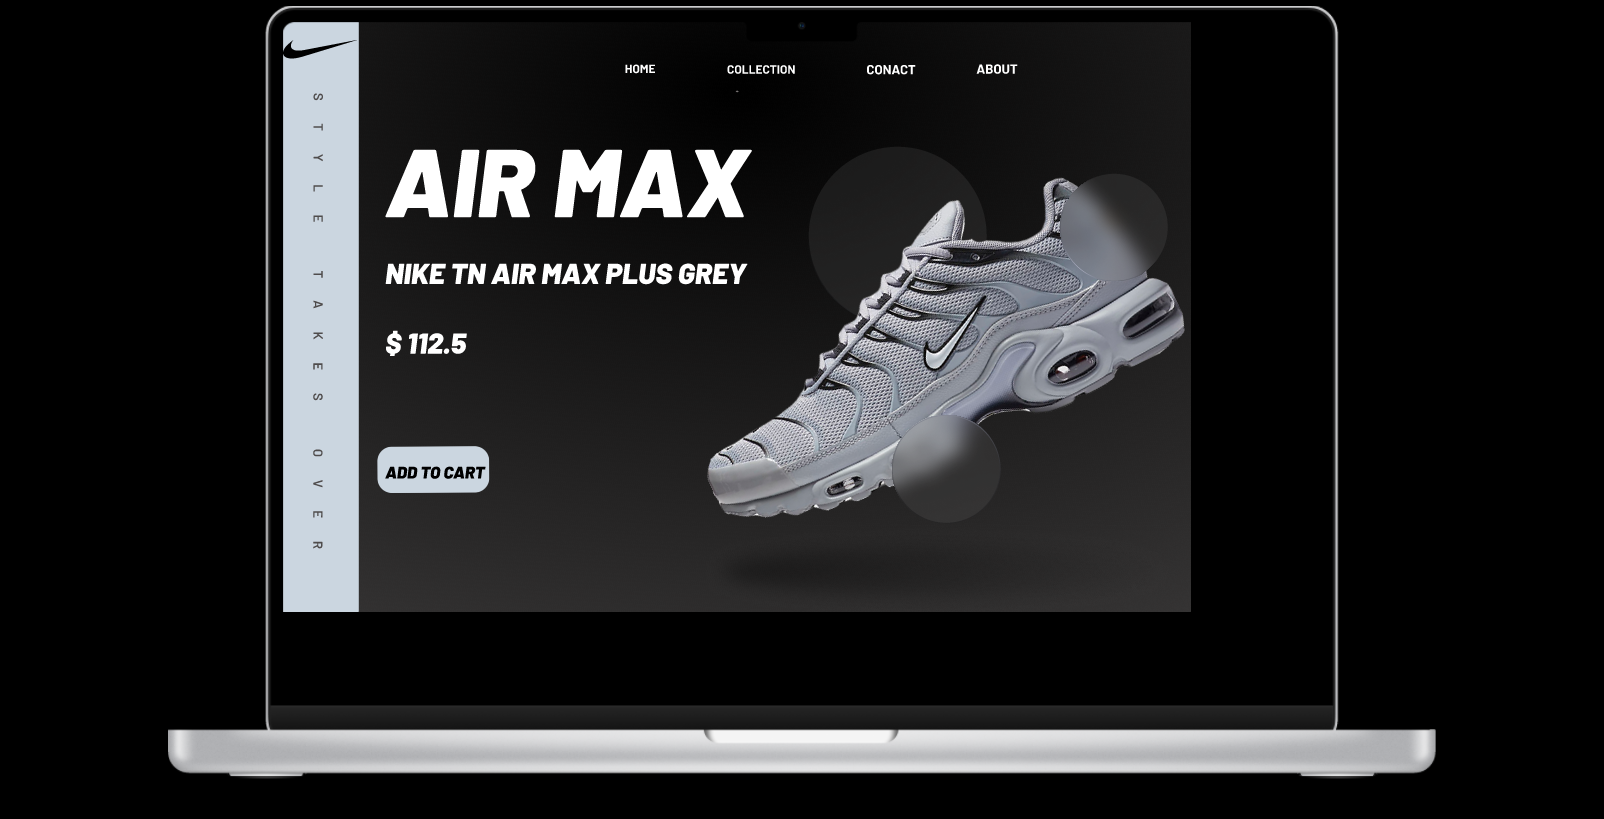 HOME COLLECTION CONACT ABOUT
STYLE TAKES OVER
AIR MAX
NIKE TN AIR MAX PLUS GREY
$ 112.5
ADD TO CART